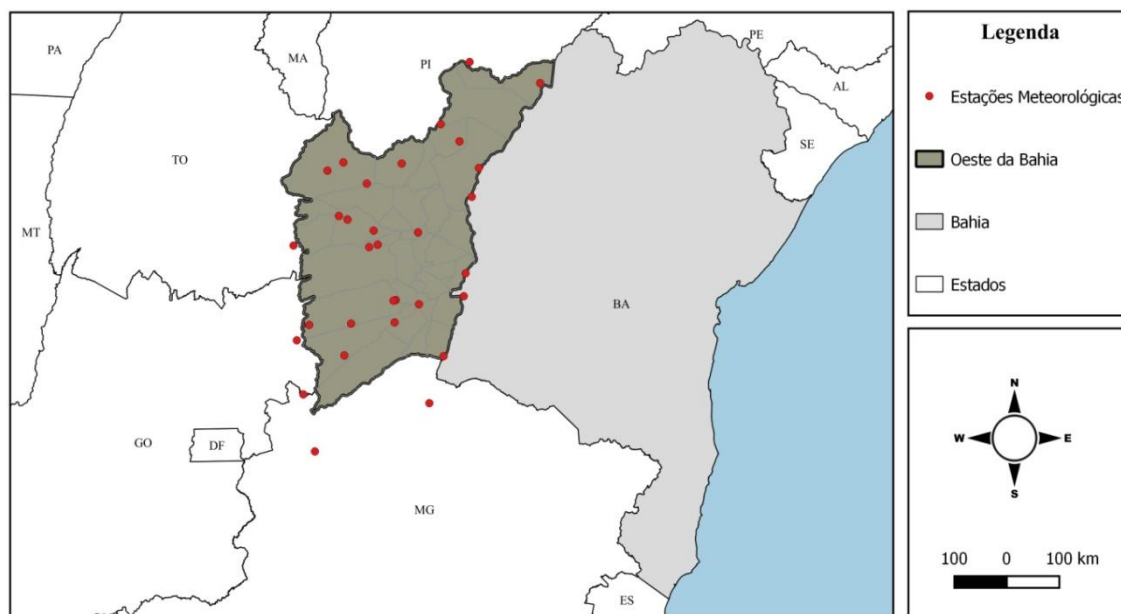 PA
MA
PI
PE
AL
SE
TO
MT
BA
GO
DF
MG
ES
Legenda
Estações Meteorológicas
Oeste da Bahia
Bahia
Estados
N
W
E
S
100 0 100 km